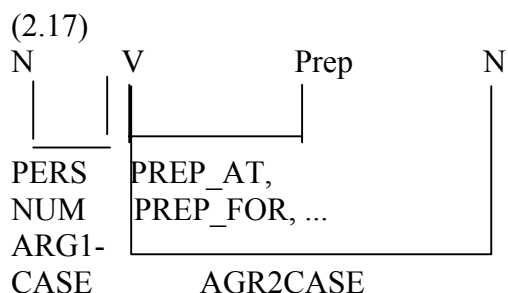 (2.17)
N V Prep N
PERS PREP_AT,
NUM PREP_FOR, ...
ARG1-
CASE AGR2CASE